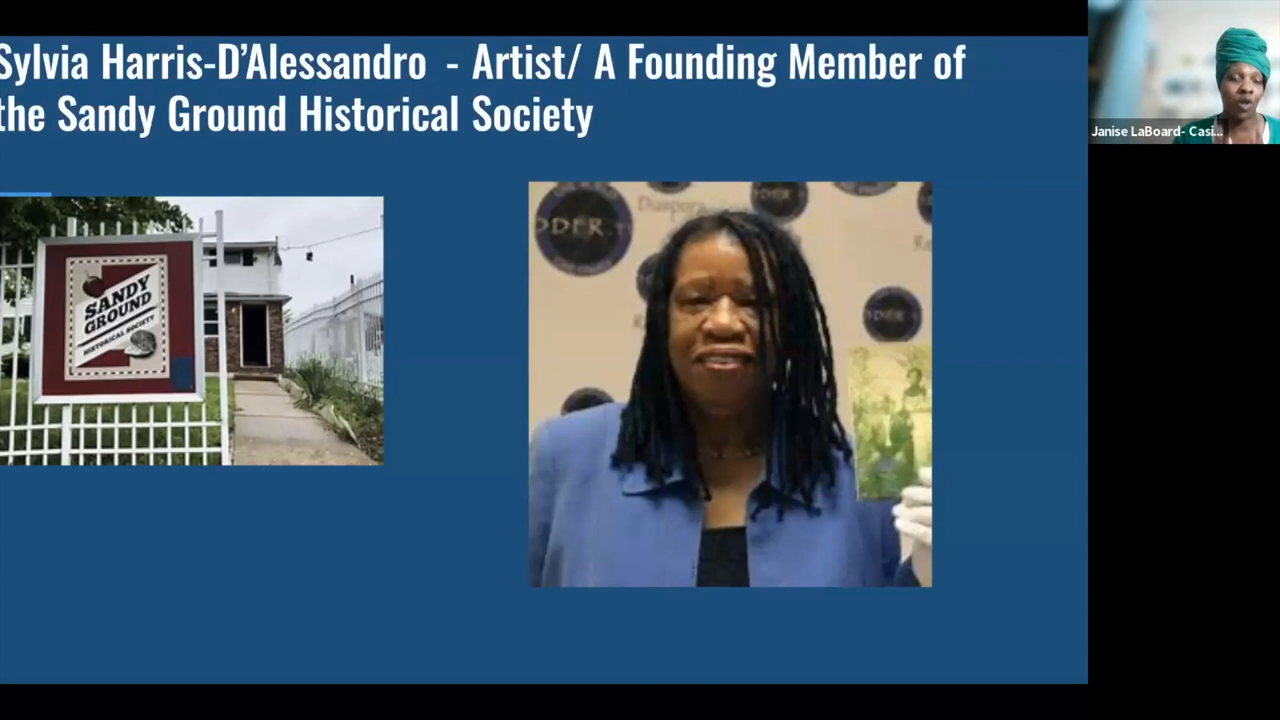 Sylvia Harris-D’Alessandro - Artist/ A Founding Member of
the Sandy Ground Historical Society
Janise LaBoard- Casi...
SANDY
GROUND
HISTORICAL SOCIETY
Diaspora